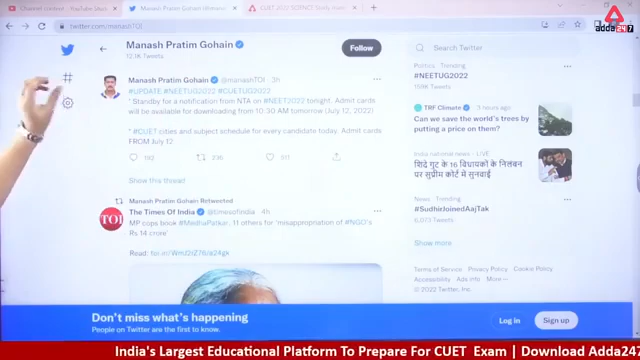 Channel content - YouTube
Manash Pratim Gohain (@manas
CUET 2022 SCIENCE Study
adda247
twitter.com/manashTOI
Manash Pratim Gohain
12.1K Tweets
Follow
Search Twitter
Manash Pratim Gohain @manashTOI · 3h
#UPDATE #NEETUG2022 #CUETUG2022
* Standby for a notification from NTA on #NEET2022 tonight. Admit cards
will be available for downloading from 10.30 AM tomorrow (July 12, 2022)
* #CUET cities and subject schedule for every candidate today. Admit cards
FROM July 12
236
Show this thread
Manash Pratim Gohain Retweeted
TOI
The Times Of India @timesofindia · 4h
MP cops book #MedhaPatkar, 11 others for "misappropriation of #NGO's
Rs 14 crore"
Read:
Politics · Trending
#NEETUG2022
TRF Climate 3 hours ago
Can we save the world's trees by
putting a price on them?
India national news · LIVE
शिंदे गुट के 16 विधायकों के निलंबन
पर सुप्रीम कोर्ट में सुनवाई
News · Trending
#SudhirJoinedAajTak
Tweets
Show more
Terms of Service Privacy Policy Cookie
Policy Accessibility Ads info More
© 2022 Twitter, Inc.
Don't miss what's happening
People on Twitter are the first to know.
Log in
Sign up
India's Largest Educational Platform To Prepare For CUET Exam | Download Adda247